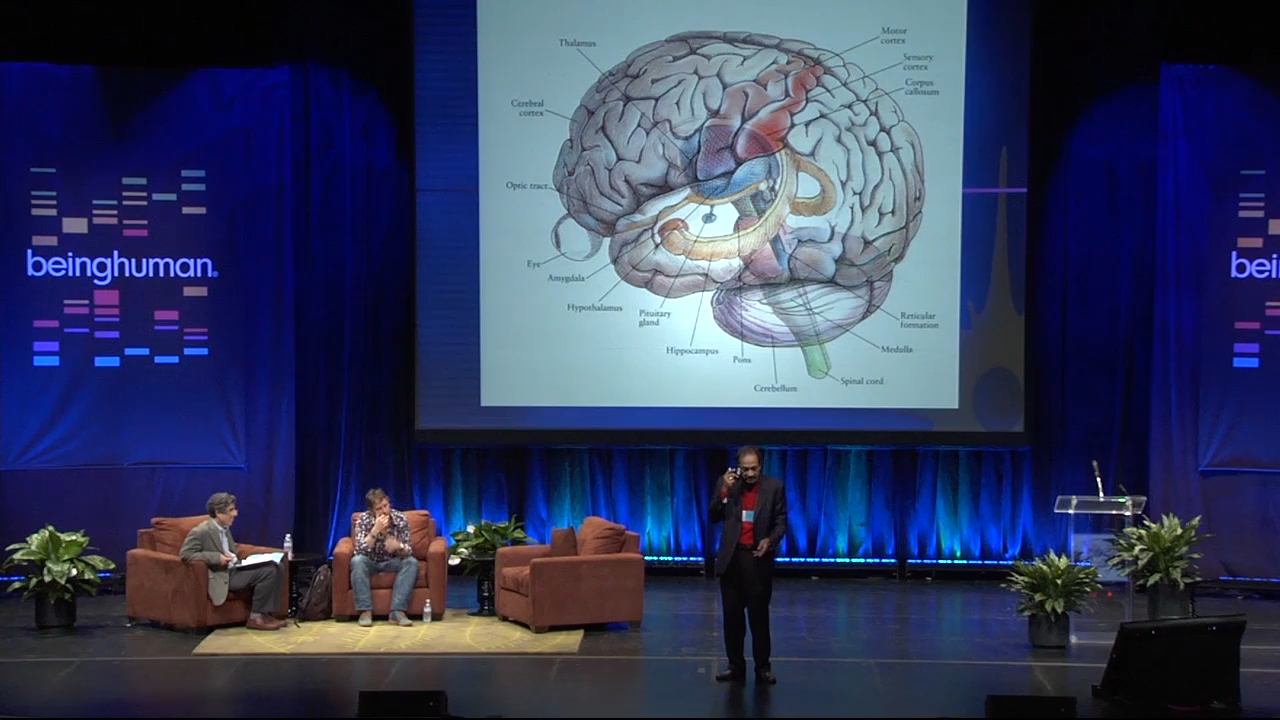 beinghuman.
Thalamus
Motor
cortex
Sensory
cortex
Corpus
callosum
Cerebral
cortex
Optic tract
Eye
Amygdala
Hypothalamus
Pituitary
gland
Hippocampus
Pons
Cerebellum
Spinal cord
Medulla
Reticular
formation
bei